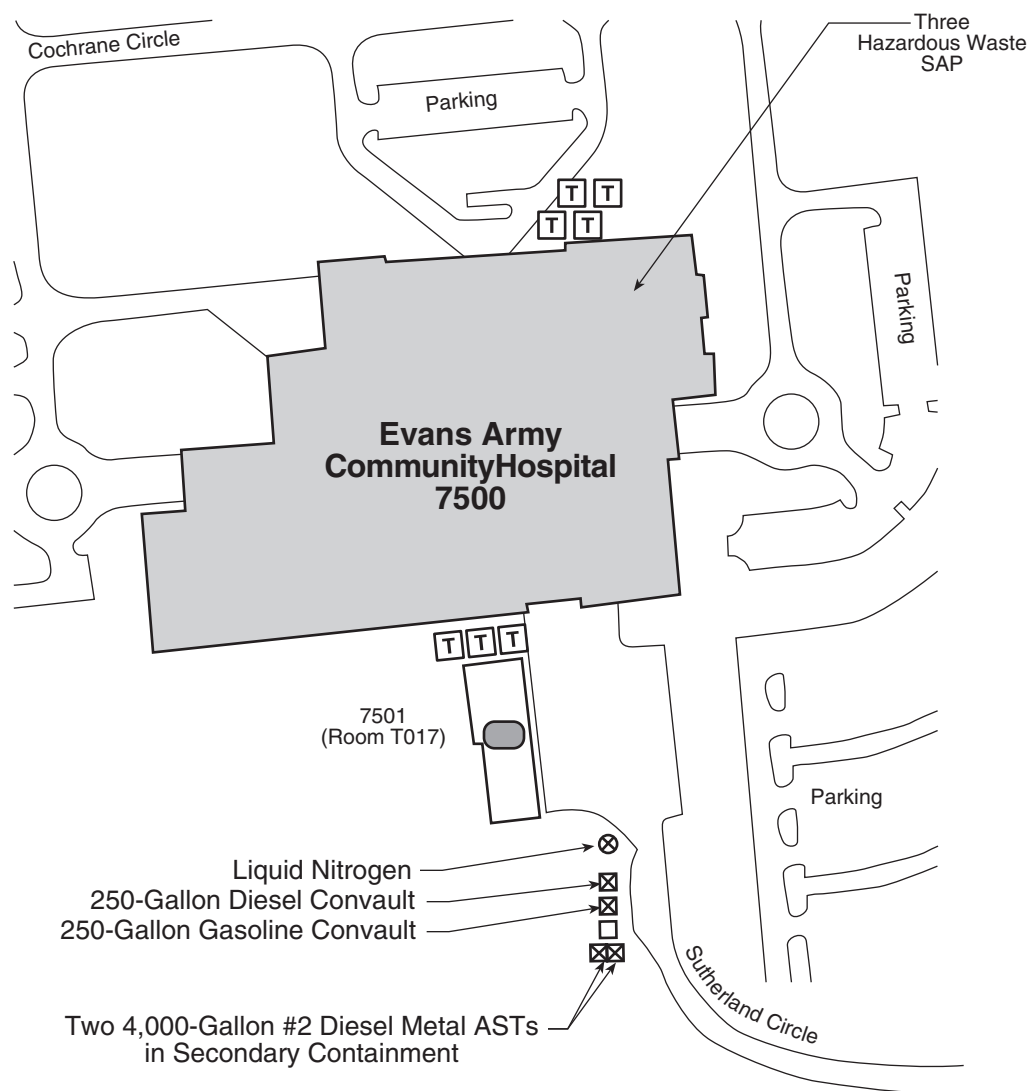 Three
Hazardous Waste
SAP
Cochrane Circle
Parking
T T
T T
Parking
Evans Army
CommunityHospital
7500
T T T
7501
(Room T017)
Parking
Liquid Nitrogen
250-Gallon Diesel Convault
250-Gallon Gasoline Convault
Sutherland Circle
Two 4,000-Gallon #2 Diesel Metal ASTs
in Secondary Containment